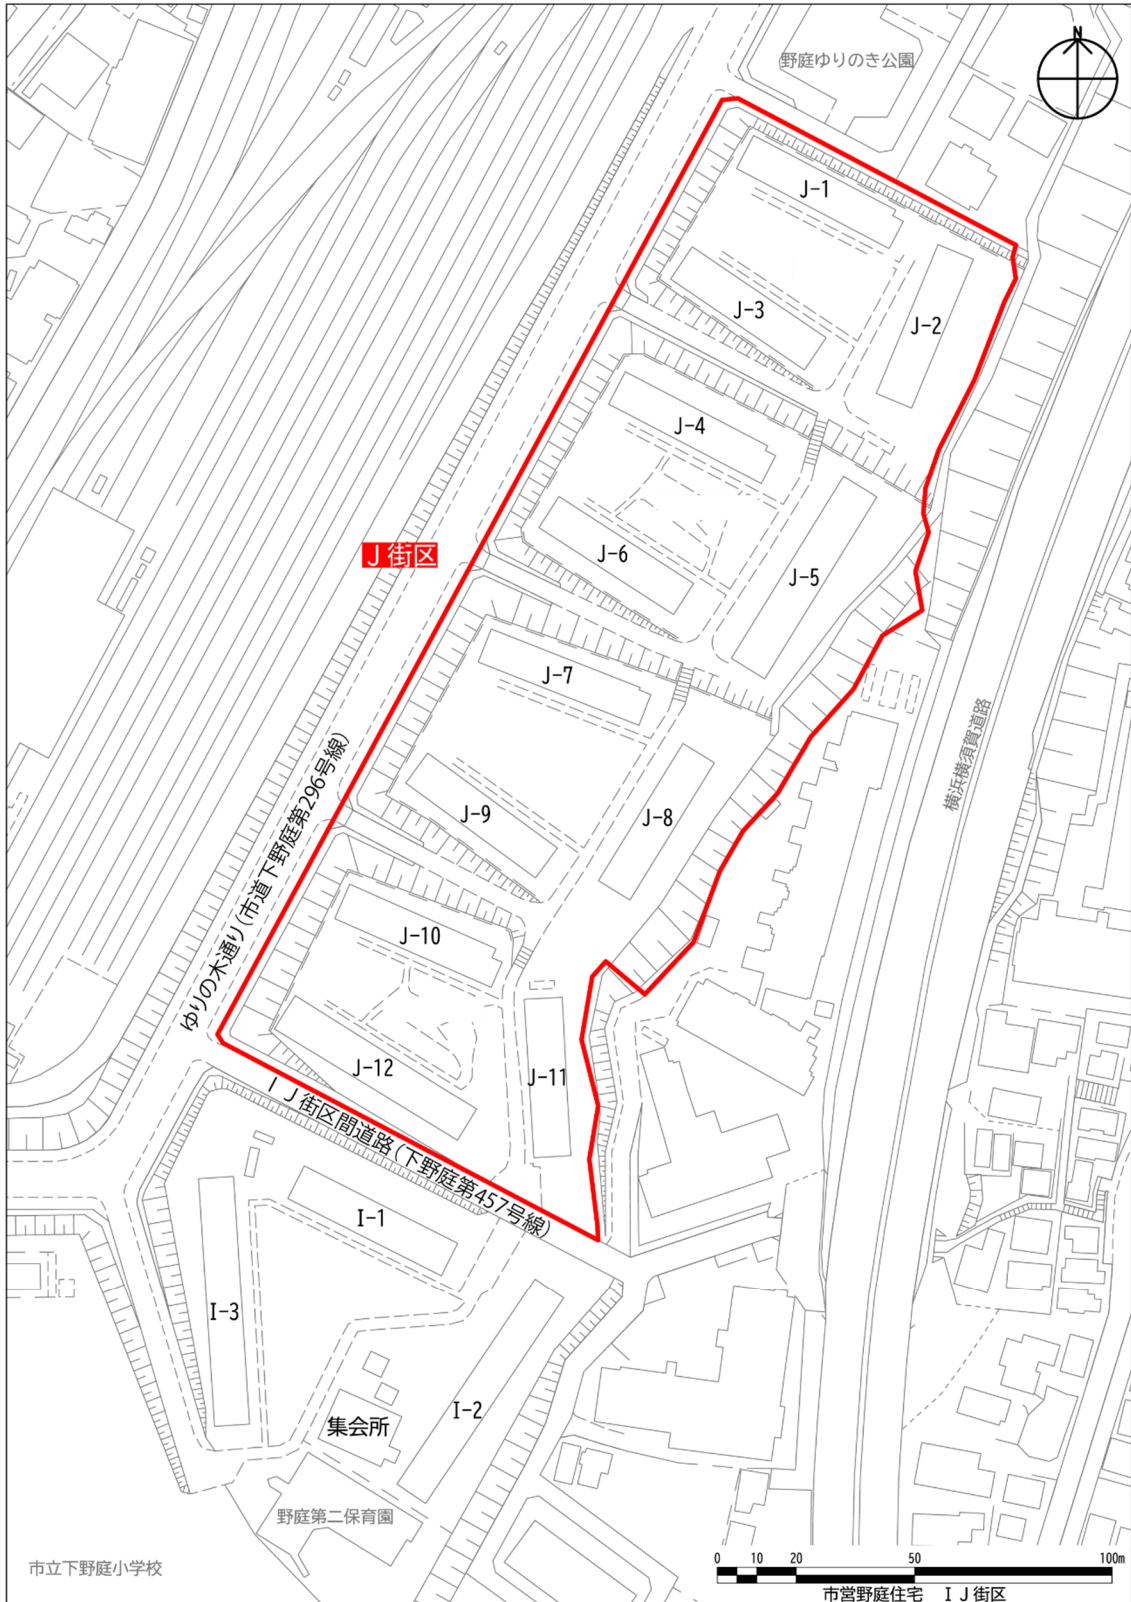 野庭ゆりのき公園
N
J-1
J-3
J-2
J-4
J街区
J-6
J-5
J-7
横浜横須賀道路
J-9
J-8
ゆりの木通り(市道下野庭第296号線)
J-10
J-12
J-11
IJ街区間道路(下野庭第457号線)
I-1
I-3
I-2
集会所
野庭第二保育園
市立下野庭小学校
0 10 20 50 100m
市営野庭住宅 IJ街区